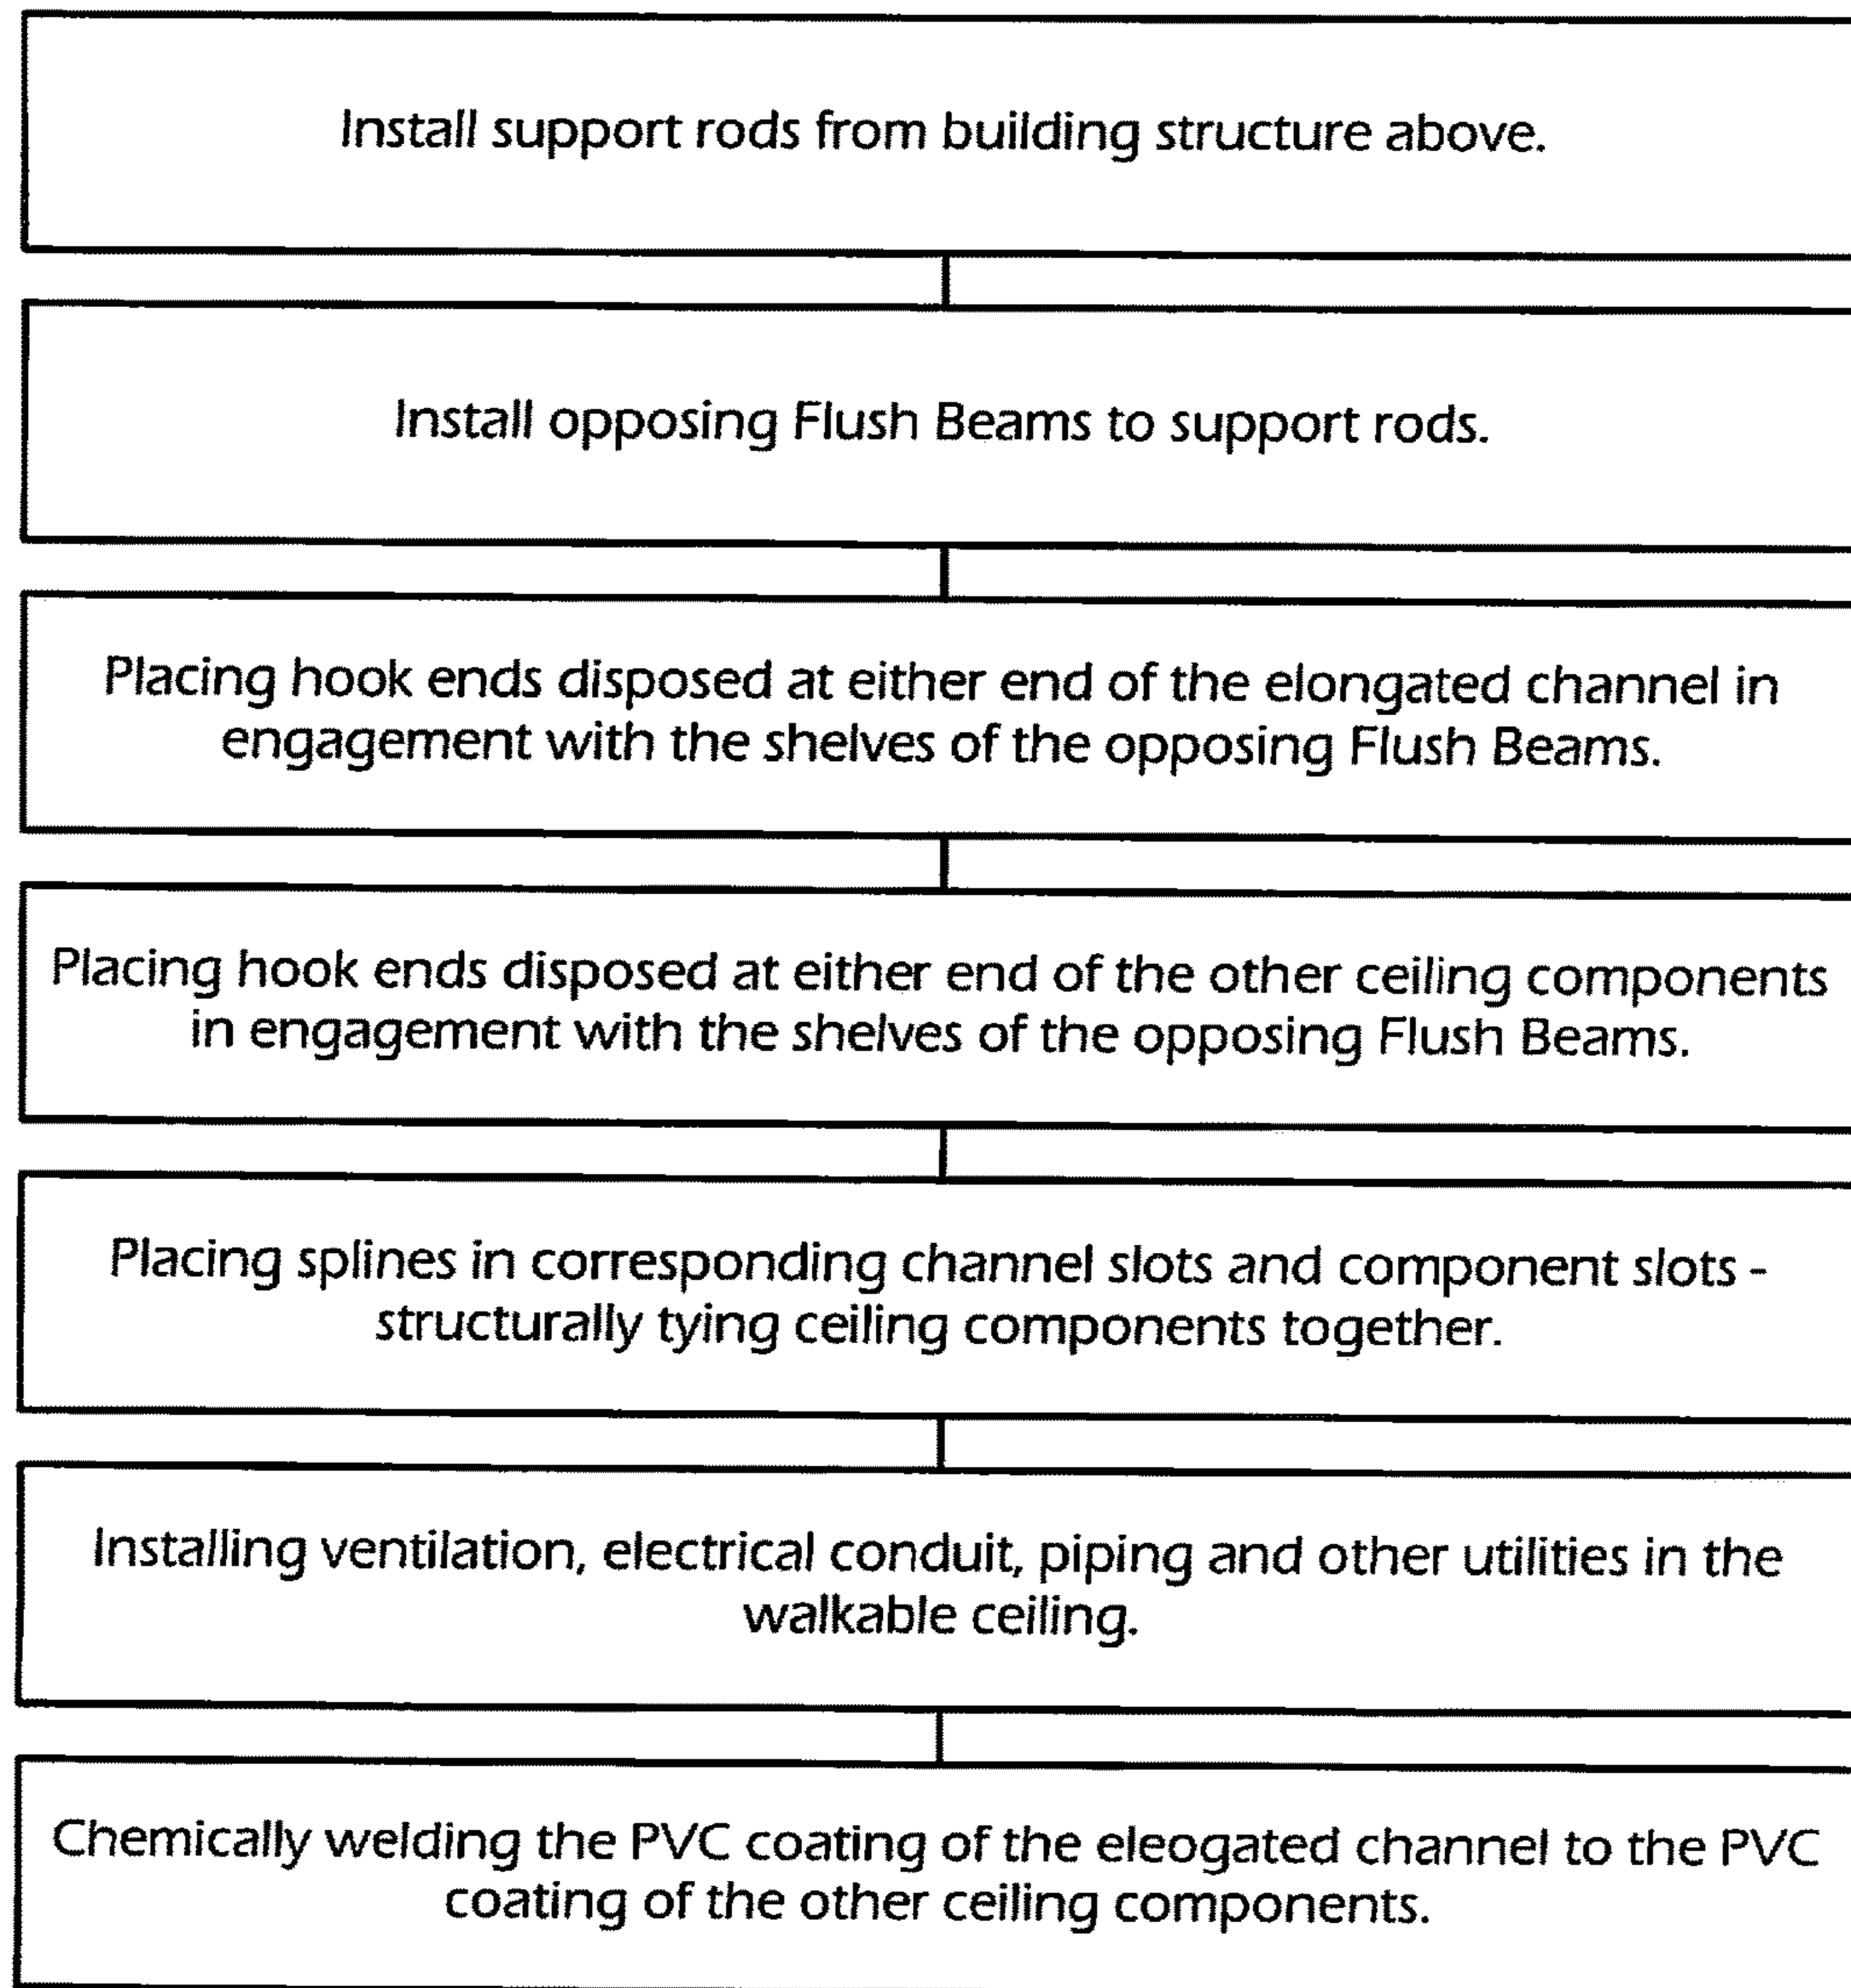 Install support rods from building structure above.
Install opposing Flush Beams to support rods.
Placing hook ends disposed at either end of the elongated channel in
engagement with the shelves of the opposing Flush Beams.
Placing hook ends disposed at either end of the other ceiling components
in engagement with the shelves of the opposing Flush Beams.
Placing splines in corresponding channel slots and component slots -
structurally tying ceiling components together.
Installing ventilation, electrical conduit, piping and other utilities in the
walkable ceiling.
Chemically welding the PVC coating of the eleogated channel to the PVC
coating of the other ceiling components.